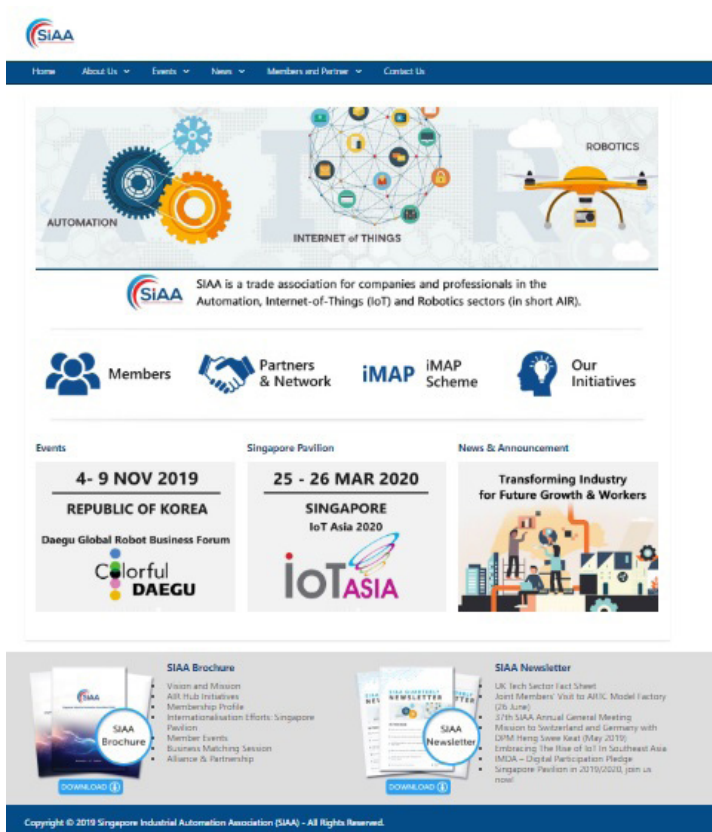 SiAA
Home About Us Events News Members and Partner Contact Us
A I R
AUTOMATION
INTERNET of THINGS
ROBOTICS
SiAA
SIAA is a trade association for companies and professionals in the
Automation, Internet-of-Things (IoT) and Robotics sectors (in short AIR).
Members
Partners
& Network
iMAP
iMAP
Scheme
Our
Initiatives
Events
4- 9 NOV 2019
REPUBLIC OF KOREA
Daegu Global Robot Business Forum
Colorful
DAEGU
Singapore Pavilion
25 - 26 MAR 2020
SINGAPORE
IoT Asia 2020
ioTASIA
News & Announcement
Transforming Industry
for Future Growth & Workers
SiAA
SIAA
Brochure
DOWNLOAD
SIAA Brochure
Vision and Mission
AIR Hub Initiatives
Membership Profile
Internationalisation Efforts: Singapore
Pavilion
Member Events
Business Matching Session
Alliance & Partnership
SIAA QUARTERLY
NEWSLETTER
SIAA
Newsletter
DOWNLOAD
SIAA Newsletter
UK Tech Sector Fact Sheet
Joint Members' Visit to ARTC Model Factory
(26 June)
37th SIAA Annual General Meeting
Mission to Switzerland and Germany with
DPM Heng Swee Keat (May 2019)
Embracing The Rise of IoT In Southeast Asia
IMDA – Digital Participation Pledge
Singapore Pavilion in 2019/2020, join us
now!
Copyright © 2019 Singapore Industrial Automation Association (SIAA) - All Rights Reserved.